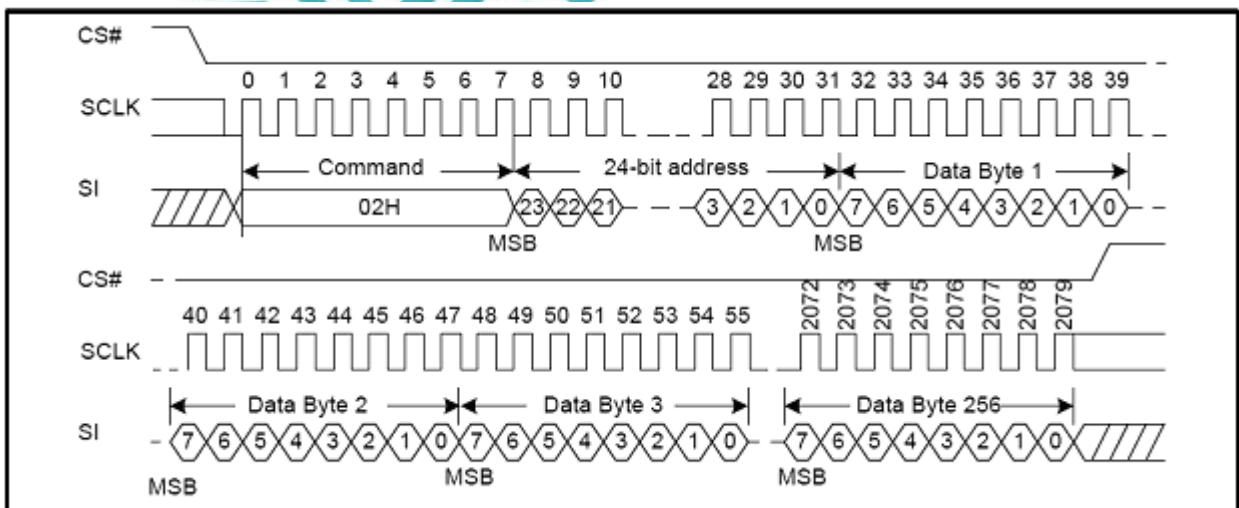 CS#
0 1 2 3 4 5 6 7 8 9 10 28 29 30 31 32 33 34 35 36 37 38 39
SCLK
Command 24-bit address Data Byte 1
SI
02H 23 22 21 3 2 1 0 7 6 5 4 3 2 1 0
MSB MSB
CS#
40 41 42 43 44 45 46 47 48 49 50 51 52 53 54 55 2072 2073 2074 2075 2076 2077 2078 2079
SCLK
Data Byte 2 Data Byte 3 Data Byte 256
SI
7 6 5 4 3 2 1 0 7 6 5 4 3 2 1 0 7 6 5 4 3 2 1 0
MSB MSB MSB